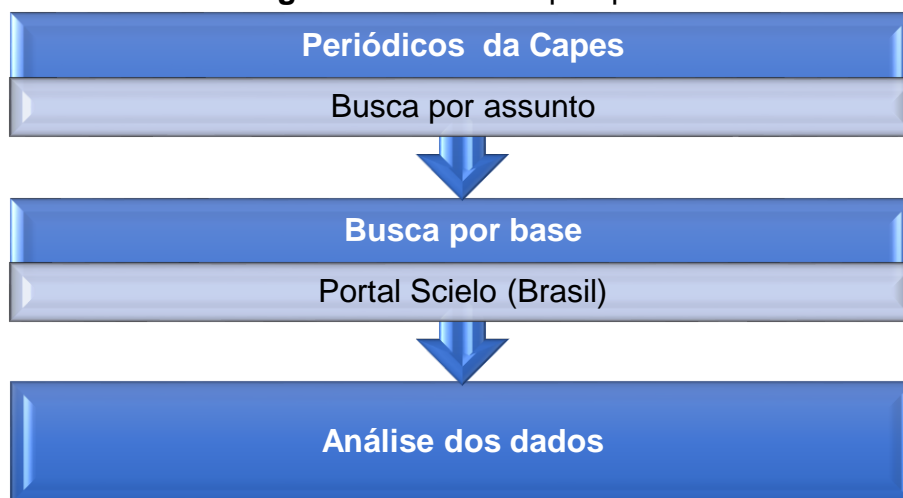 Periódicos da Capes
Busca por assunto
Busca por base
Portal Scielo (Brasil)
Análise dos dados